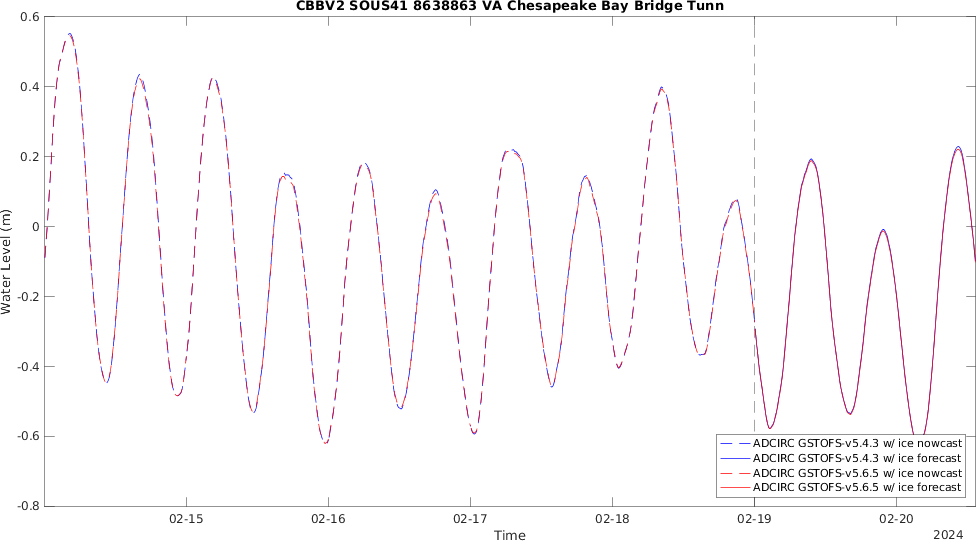 CBBV2 SOUS41 8638863 VA Chesapeake Bay Bridge Tunn
0.6
0.4
0.2
0
-0.2
-0.4
-0.6
-0.8
Water Level (m)
ADCIRC GSTOFS-v5.4.3 w/ ice nowcast
ADCIRC GSTOFS-v5.4.3 w/ ice forecast
ADCIRC GSTOFS-v5.6.5 w/ ice nowcast
ADCIRC GSTOFS-v5.6.5 w/ ice forecast
02-15 02-16 02-17 02-18 02-19 02-20
Time
2024